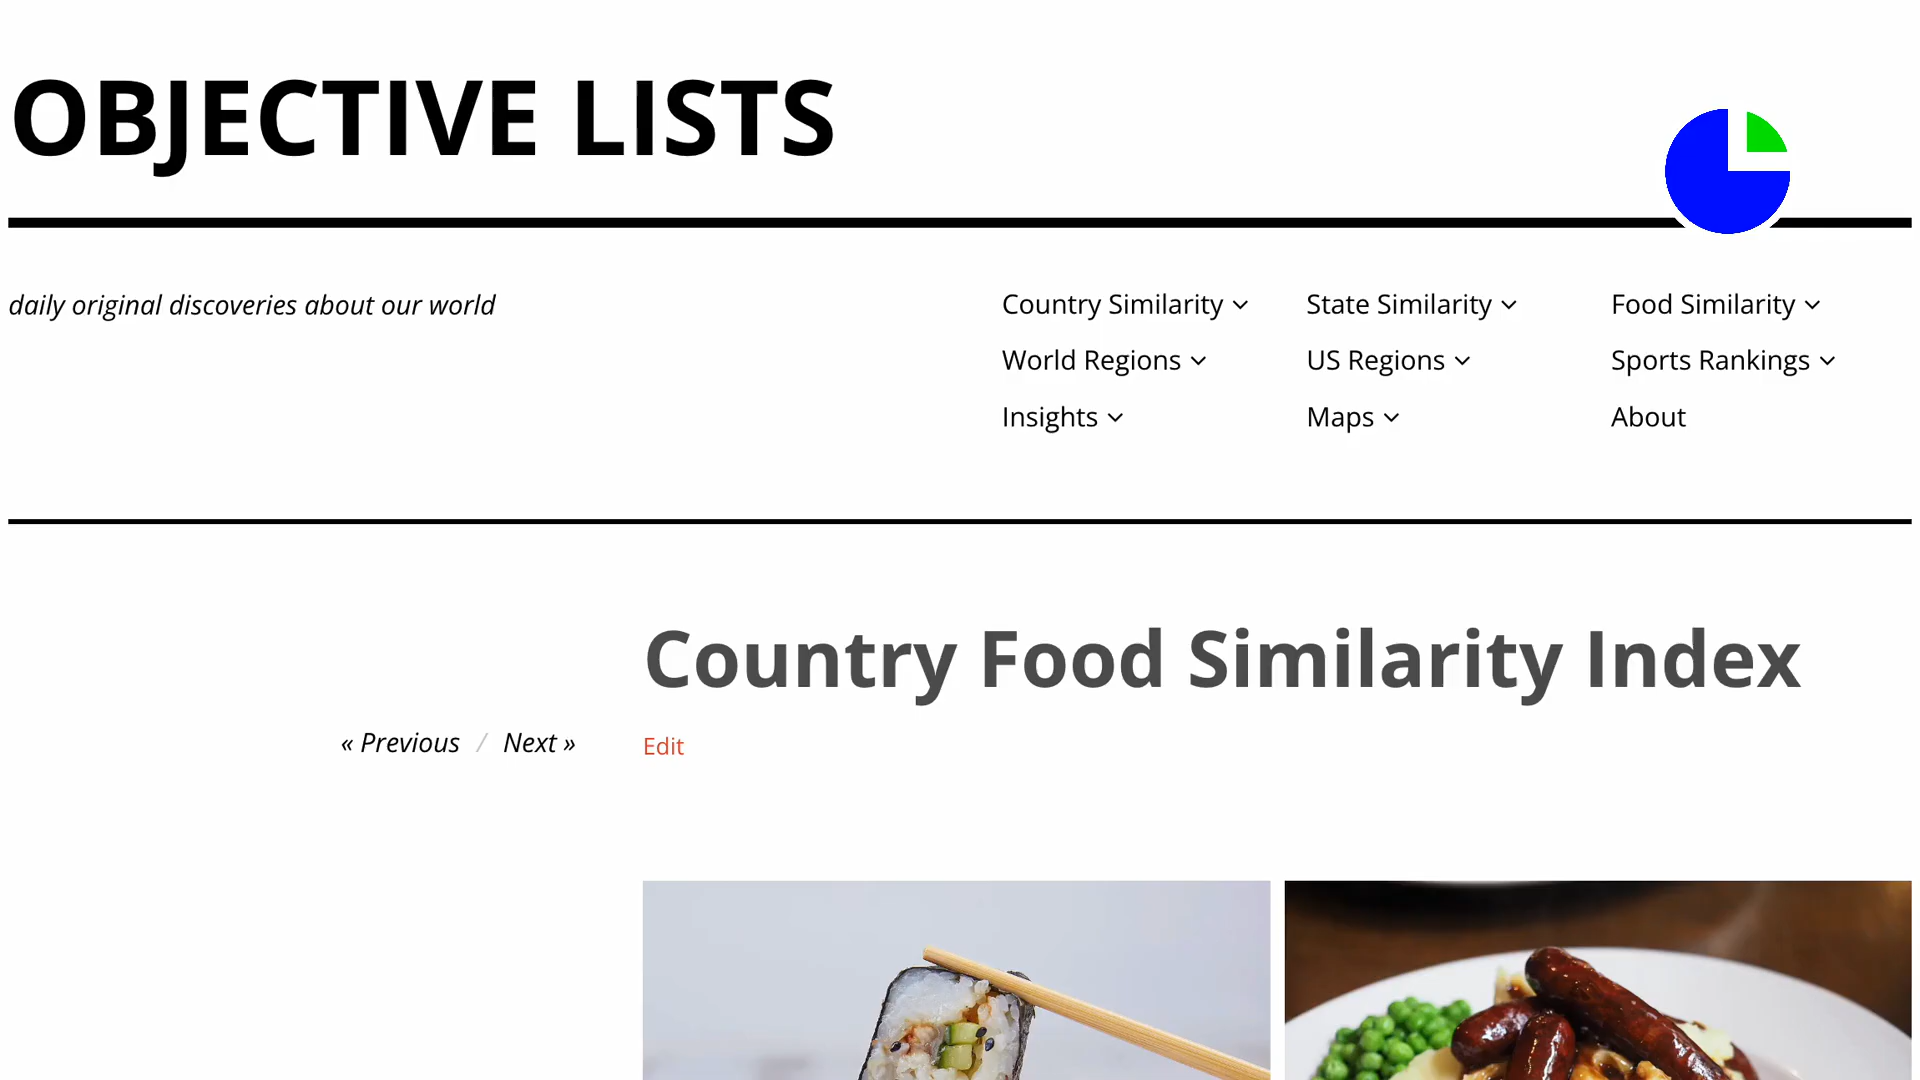 OBJECTIVE LISTS
daily original discoveries about our world
Country Similarity
State Similarity
Food Similarity
World Regions
US Regions
Sports Rankings
Insights
Maps
About
Country Food Similarity Index
« Previous / Next »
Edit